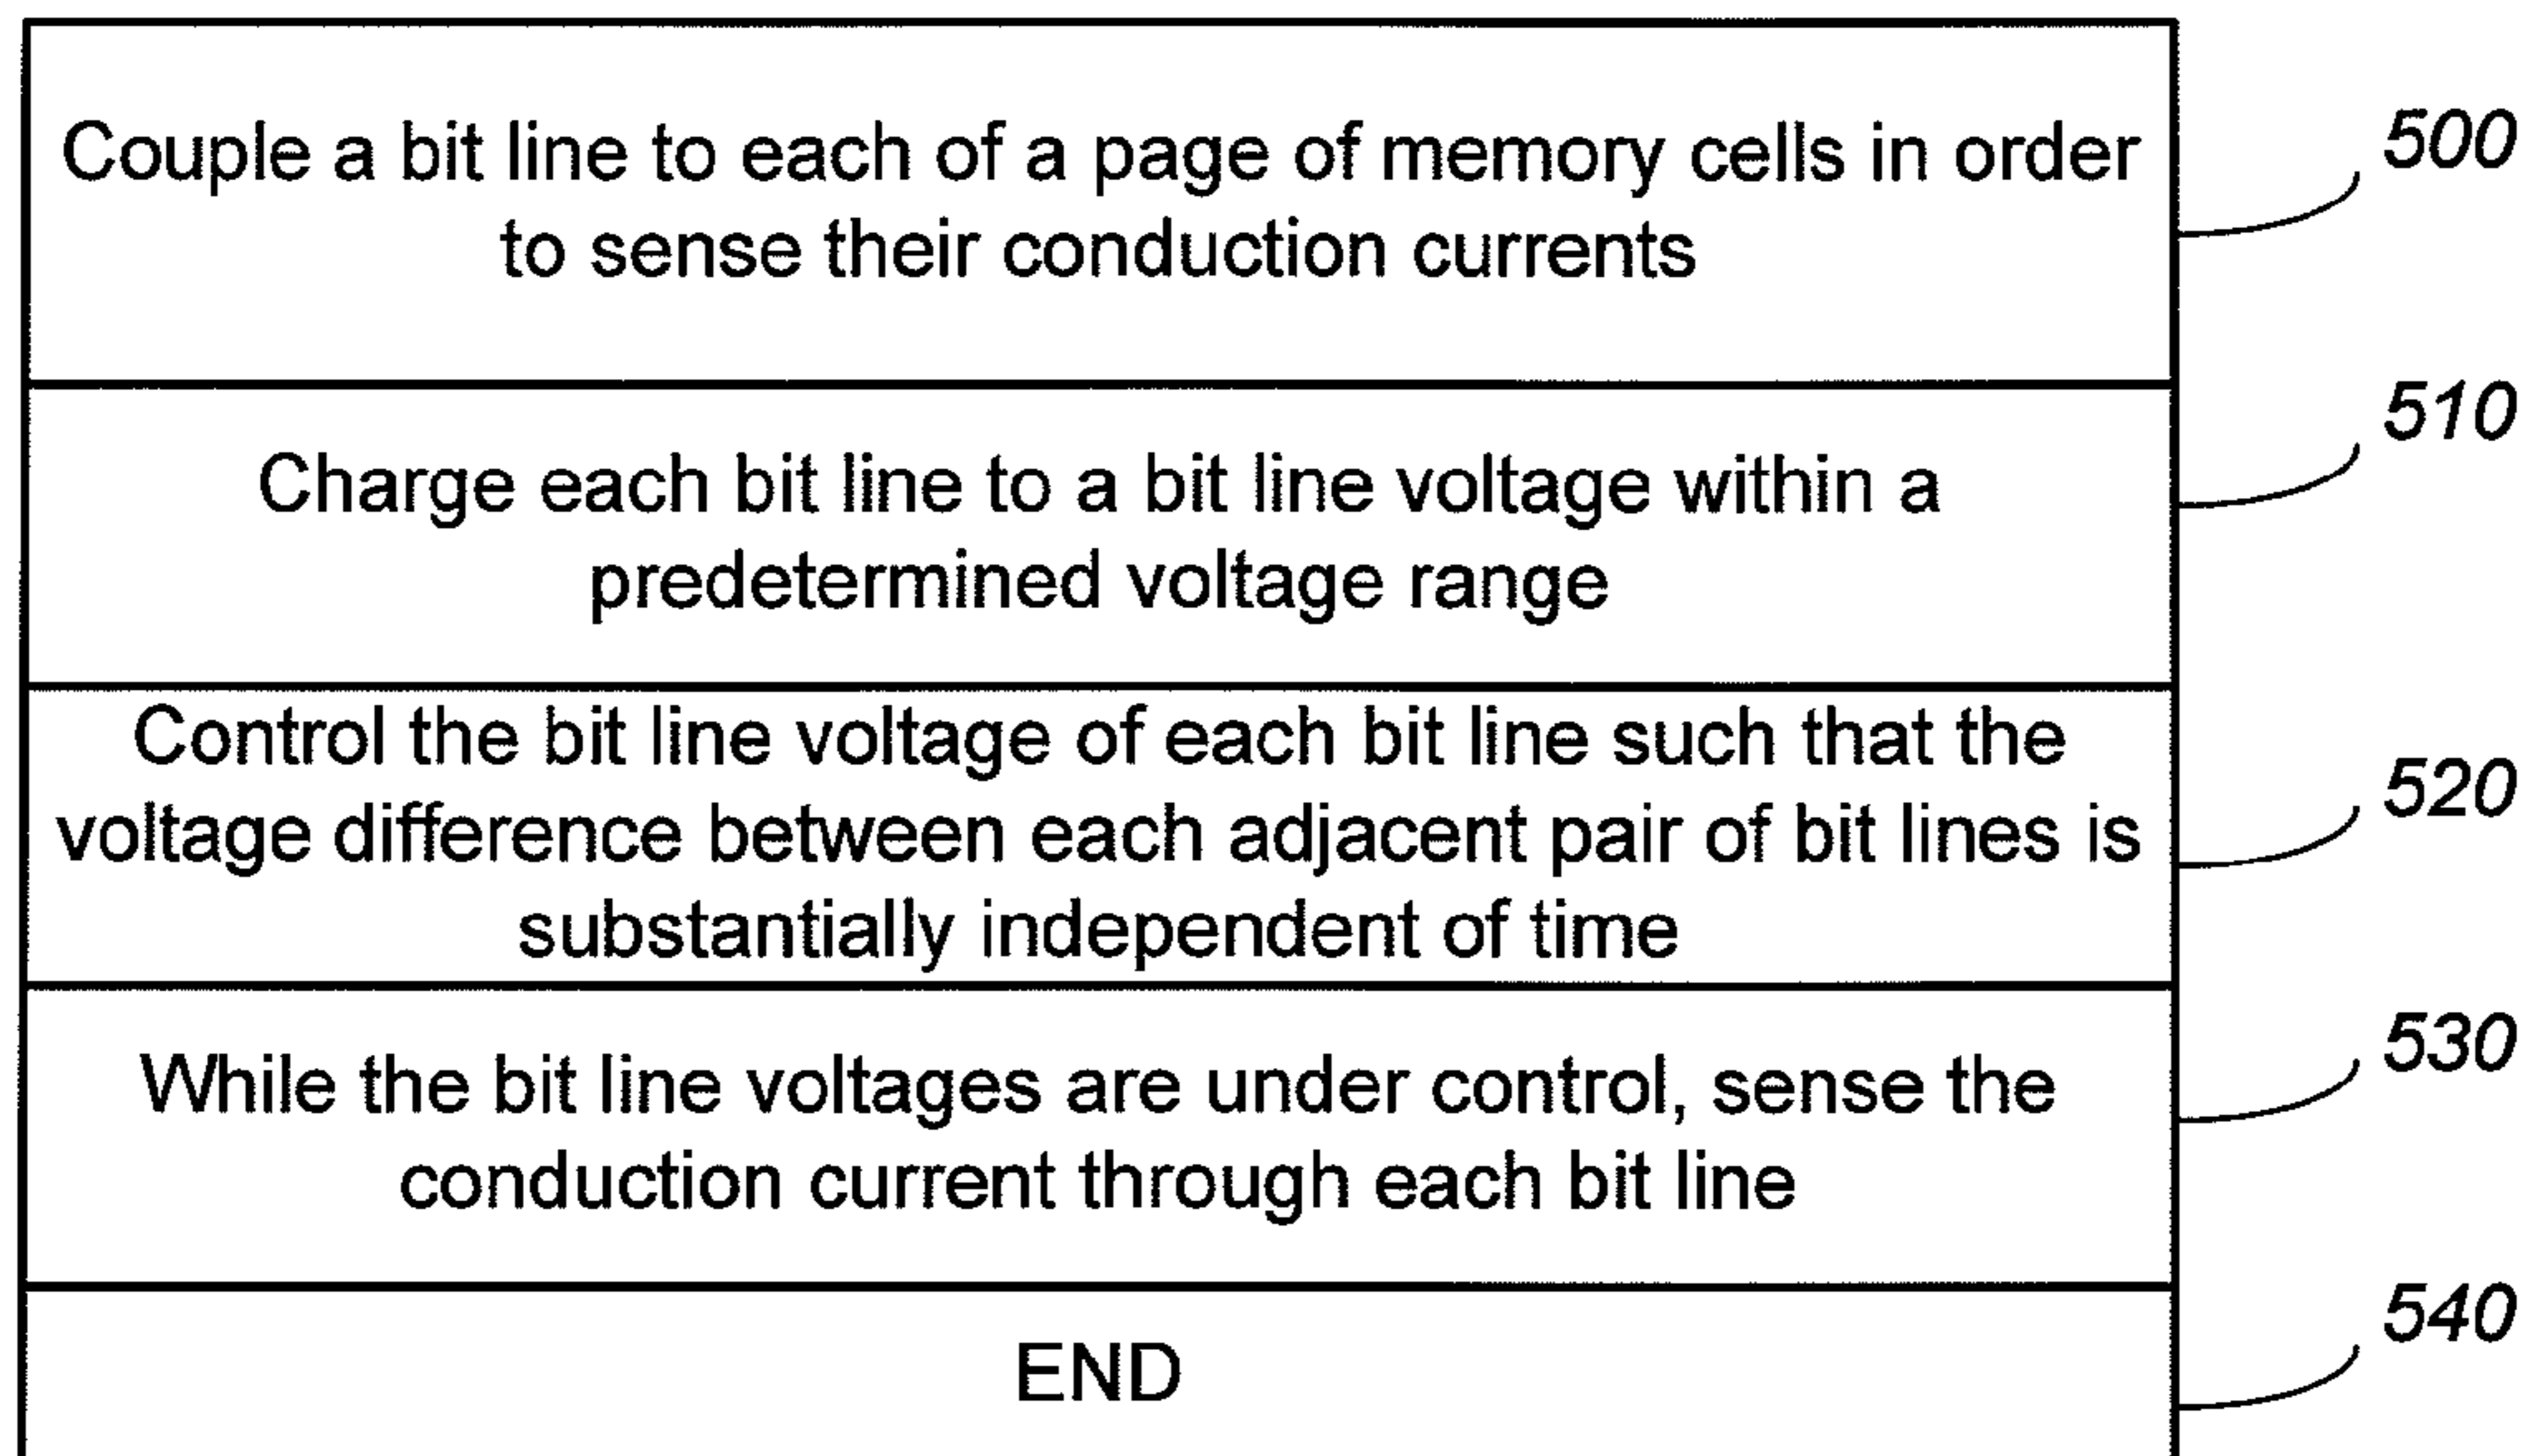 Couple a bit line to each of a page of memory cells in order
to sense their conduction currents
500
Charge each bit line to a bit line voltage within a
predetermined voltage range
510
Control the bit line voltage of each bit line such that the
voltage difference between each adjacent pair of bit lines is
substantially independent of time
520
While the bit line voltages are under control, sense the
conduction current through each bit line
530
END
540